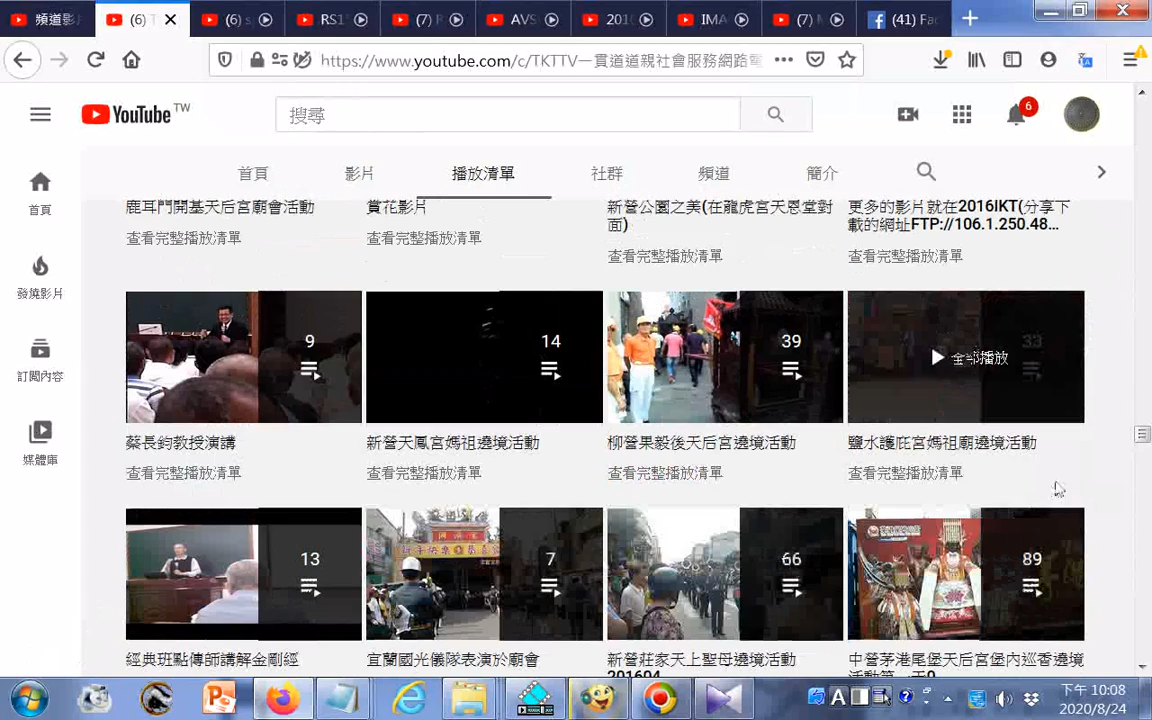 頻道影
(6) T
(6) s
RS1
(7) F
AVS
2010
IMA
(7) M
(41) Fac
https://www.youtube.com/c/TKTTV一貫道道親社會服務網路電
YouTube TW
搜尋
6
首頁
影片
播放清單
社群
頻道
簡介
首頁
發燒影片
訂閱內容
媒體庫
鹿耳門開基天后宮廟會活動
賞花影片
新營公園之美(在龍虎宮天恩堂對
面)
更多的影片就在2016IKT(分享下
載的網址FTP://106.1.250.48...
查看完整播放清單
查看完整播放清單
查看完整播放清單
查看完整播放清單
9
14
39
33
全部播放
蔡長鈞教授演講
新營天鳳宮媽祖遶境活動
柳營果毅後天后宮遶境活動
鹽水護庇宮媽祖廟遶境活動
查看完整播放清單
查看完整播放清單
查看完整播放清單
查看完整播放清單
13
7
66
89
經典班點傳師講解金剛經
宜蘭國光儀隊表演於廟會
新營莊家天上聖母遶境活動
201604
中營茅港尾堡天后宮堡內巡香遶境
活動第一天0
下午 10:08
2020/8/24